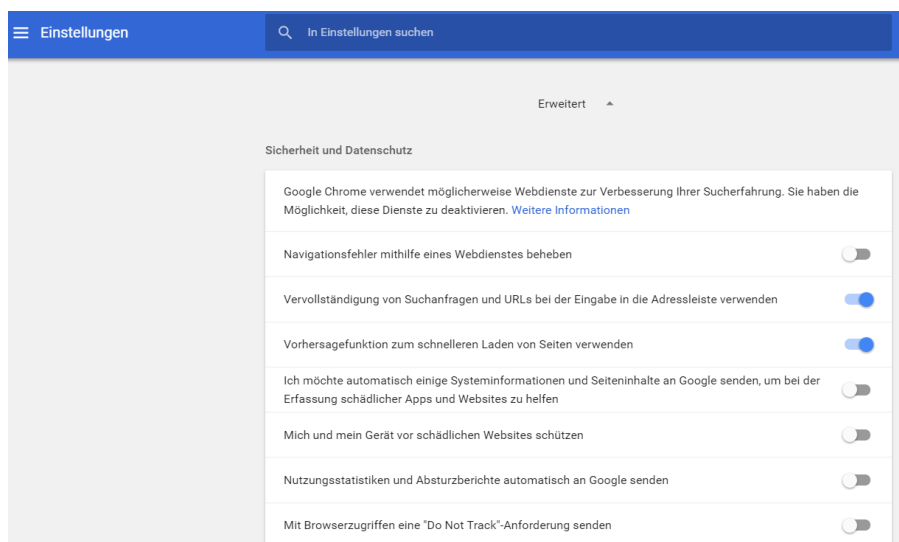 Einstellungen
In Einstellungen suchen
Erweitert
Sicherheit und Datenschutz
Google Chrome verwendet möglicherweise Webdienste zur Verbesserung Ihrer Sucherfahrung. Sie haben die
Möglichkeit, diese Dienste zu deaktivieren. Weitere Informationen
Navigationsfehler mithilfe eines Webdienstes beheben
Vervollständigung von Suchanfragen und URLs bei der Eingabe in die Adressleiste verwenden
Vorhersagefunktion zum schnelleren Laden von Seiten verwenden
Ich möchte automatisch einige Systeminformationen und Seiteninhalte an Google senden, um bei der
Erfassung schädlicher Apps und Websites zu helfen
Mich und mein Gerät vor schädlichen Websites schützen
Nutzungsstatistiken und Absturzberichte automatisch an Google senden
Mit Browserzugriffen eine "Do Not Track"-Anforderung senden